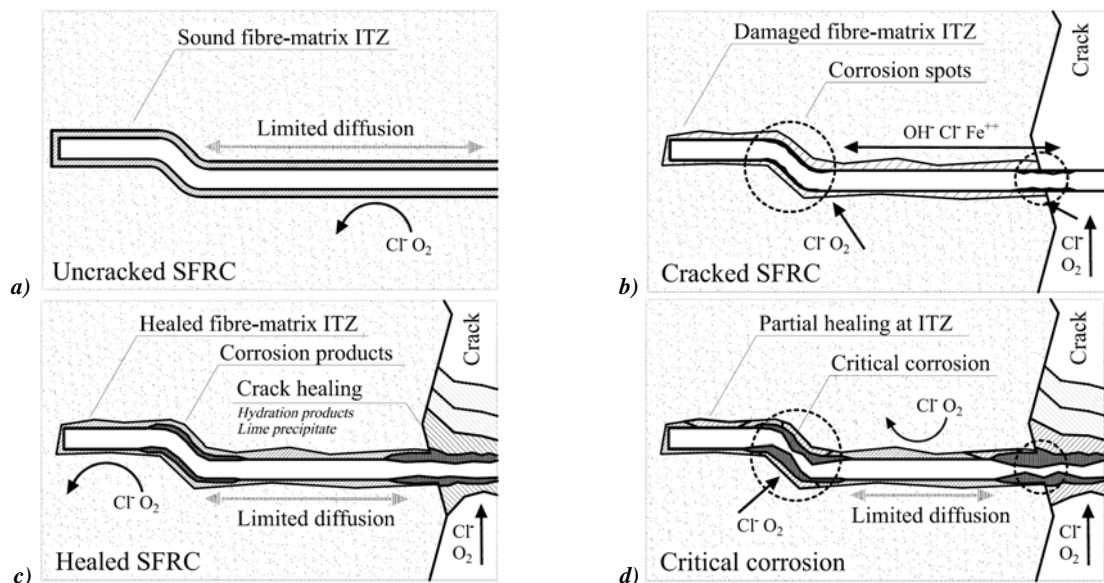 a)
Sound fibre-matrix ITZ
Limited diffusion
Cl⁻ O₂
Uncracked SFRC
b)
Damaged fibre-matrix ITZ
Corrosion spots
Crack
OH⁻ Cl⁻ Fe⁺⁺
Cl⁻ O₂
Cl⁻
O₂
Cracked SFRC
c)
Healed fibre-matrix ITZ
Corrosion products
Crack healing
Hydration products
Lime precipitate
Crack
Cl⁻ O₂
Limited diffusion
Cl⁻
O₂
Healed SFRC
d)
Partial healing at ITZ
Critical corrosion
Crack
Cl⁻ O₂
Cl⁻ O₂
Limited diffusion
Cl⁻
O₂
Critical corrosion